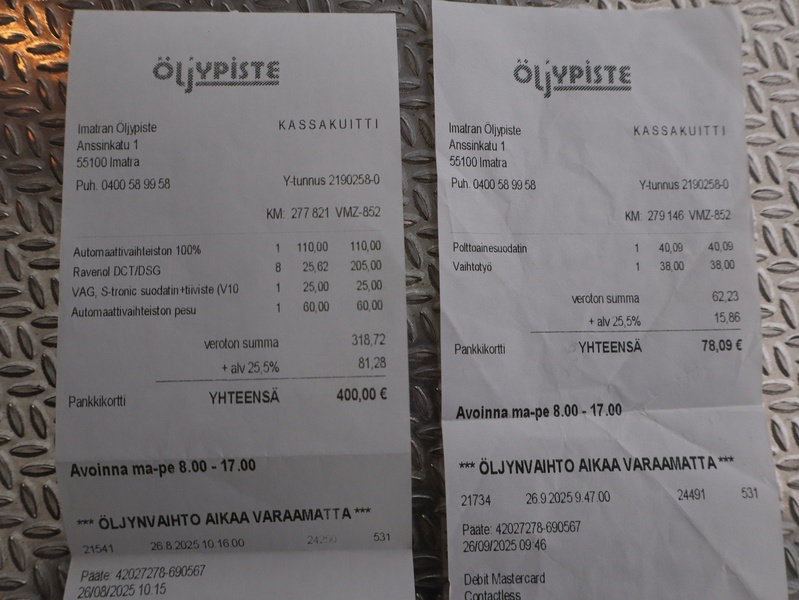 ÖLjYPISTE
Imatran Öljypiste KASSAKUITTI
Anssinkatu 1
55100 Imatra
Puh. 0400 58 99 58 Y-tunnus 2190258-0
KM: 277 821 VMZ-852
Automaattivaihteiston 100% 1 110,00 110,00
Ravenol DCT/DSG 8 25,62 205,00
VAG, S-tronic suodatin+tiiviste (V10 1 25,00 25,00
Automaattivaihteiston pesu 1 60,00 60,00
veroton summa 318,72
+ alv 25,5% 81,28
Pankkikortti YHTEENSÄ 400,00 €
Avoinna ma-pe 8.00 - 17.00
*** ÖLJYNVAIHTO AIKAA VARAAMATTA ***
21541 26.8.2025 10.16.00 531
Pääte: 42027278-690567
26/08/2025 10.15
ÖLjYPISTE
Imatran Öljypiste KASSAKUITTI
Anssinkatu 1
55100 Imatra
Puh. 0400 58 99 58 Y-tunnus 2190258-0
KM: 279 146 VMZ-852
Polttoainesuodatin 1 40,09 40,09
Vaihtotyö 1 38,00 38,00
veroton summa 62,23
+ alv 25,5% 15,86
Pankkikortti YHTEENSÄ 78,09 €
Avoinna ma-pe 8.00 - 17.00
*** ÖLJYNVAIHTO AIKAA VARAAMATTA ***
21734 26.9.2025 9.47.00 24491 531
Pääte: 42027278-690567
26/09/2025 09:46
Debit Mastercard
Contactless